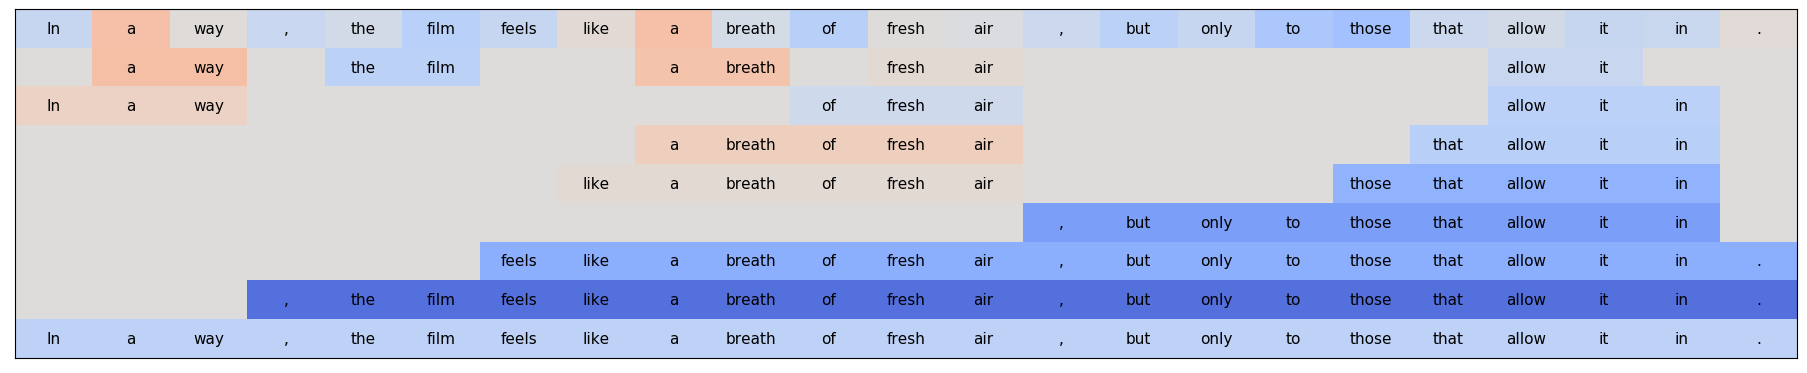 In a way , the film feels like a breath of fresh air , but only to those that allow it in .
a way the film a breath fresh air allow it
In a way of fresh air allow it in
a breath of fresh air that allow it in
like a breath of fresh air those that allow it in
, but only to those that allow it in
feels like a breath of fresh air , but only to those that allow it in .
, the film feels like a breath of fresh air , but only to those that allow it in .
In a way , the film feels like a breath of fresh air , but only to those that allow it in .